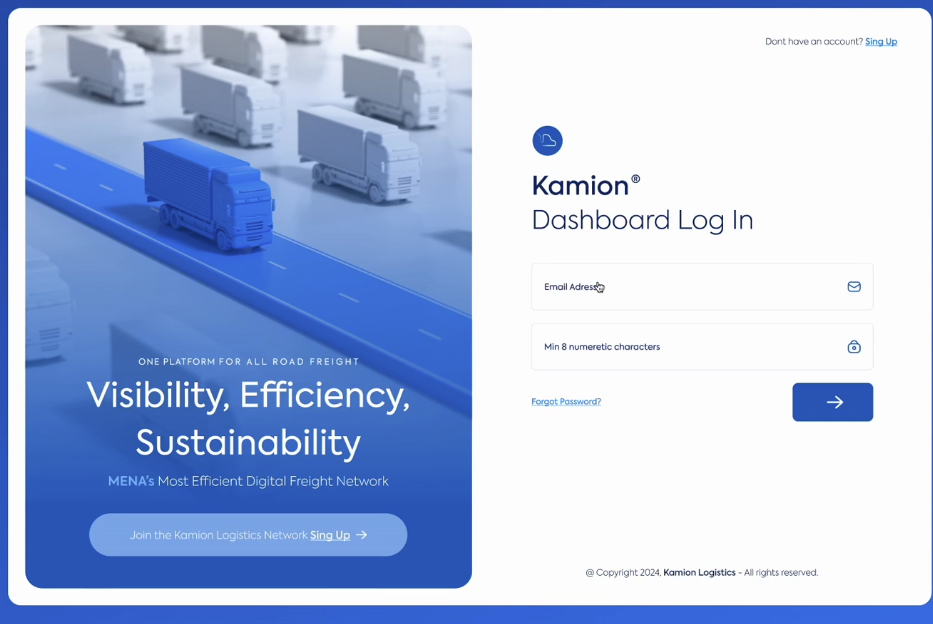 Dont have an account? Sing Up
Kamion®
Dashboard Log In
Email Adress
Min 8 numeretic characters
Forgot Password?
ONE PLATFORM FOR ALL ROAD FREIGHT
Visibility, Efficiency,
Sustainability
MENA's Most Efficient Digital Freight Network
Join the Kamion Logistics Network Sing Up →
@ Copyright 2024, Kamion Logistics - All rights reserved.